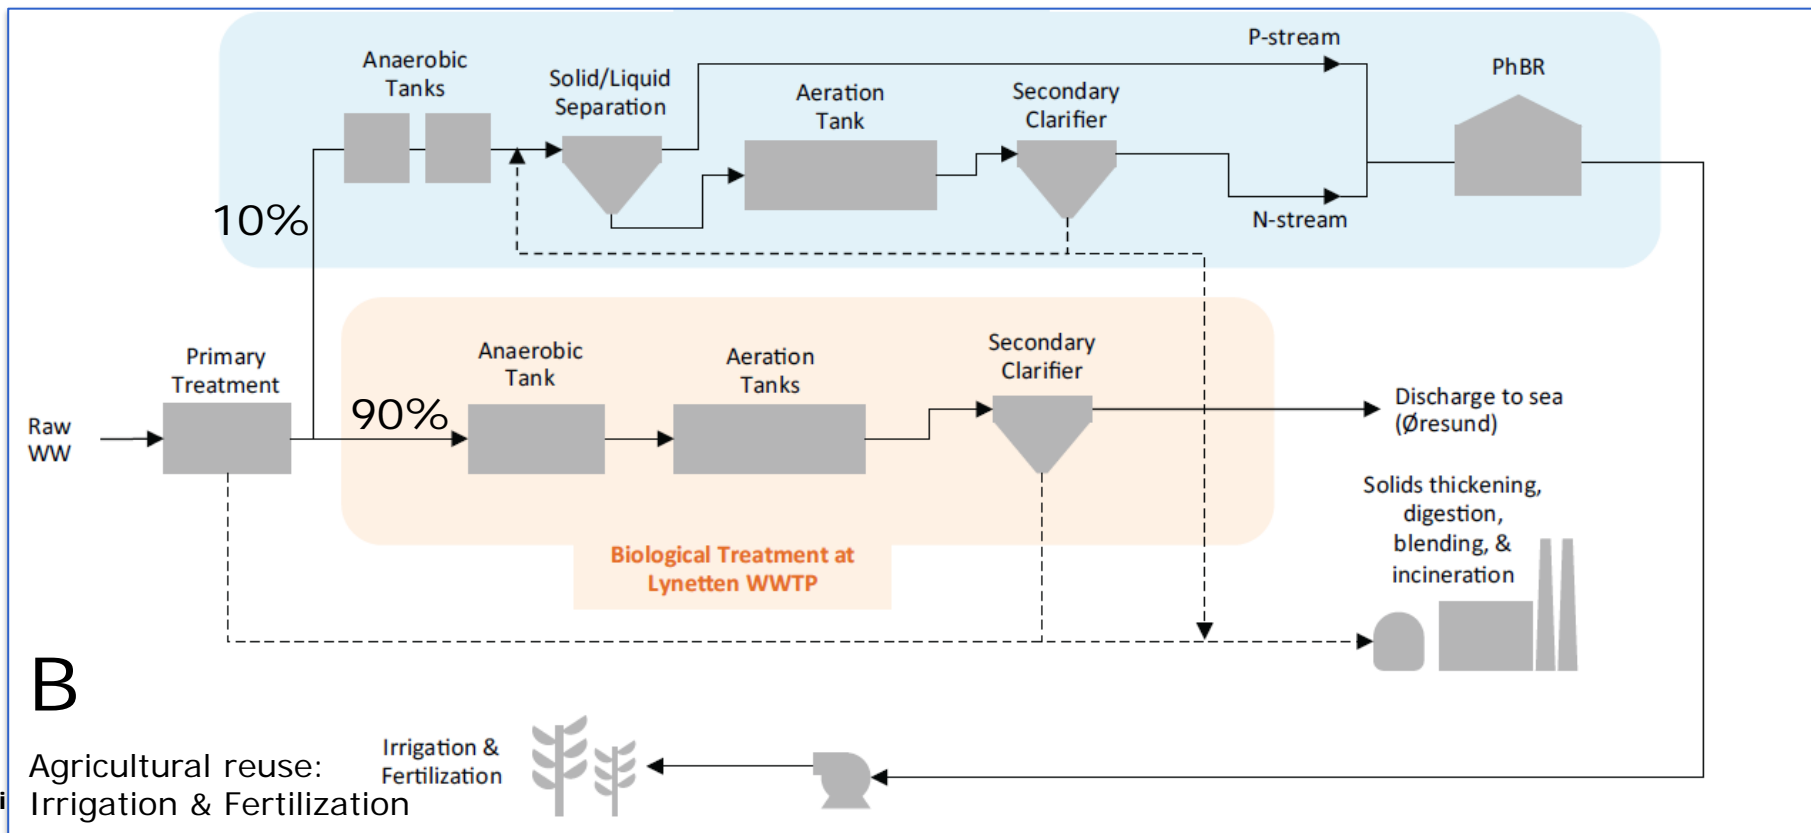 P-stream
Anaerobic
Tanks
Solid/Liquid
Separation
Aeration
Tank
Secondary
Clarifier
PhBR
10%
N-stream
Primary
Treatment
Anaerobic
Tank
Aeration
Tanks
Secondary
Clarifier
90%
Raw
WW
Discharge to sea
(Øresund)
Solids thickening,
digestion,
blending, &
incineration
Biological Treatment at
Lynetten WWTP
B
Irrigation &
Fertilization
Agricultural reuse:
Irrigation & Fertilization
i